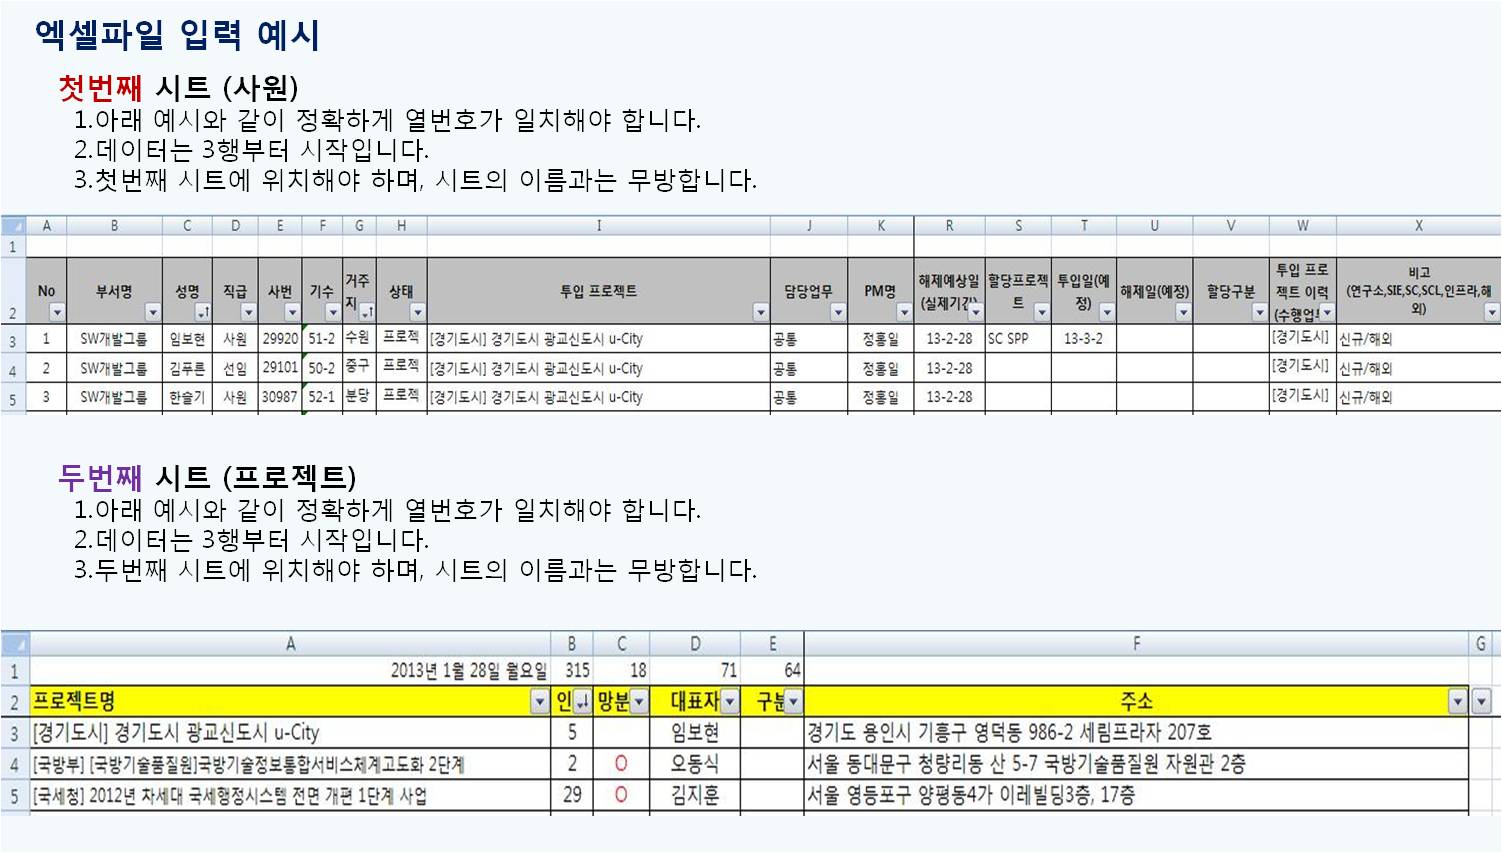 엑셀파일 입력 예시
첫번째 시트 (사원)
1.아래 예시와 같이 정확하게 열번호가 일치해야 합니다.
2.데이터는 3행부터 시작입니다.
3.첫번째 시트에 위치해야 하며, 시트의 이름과는 무방합니다.
A B C D E F G H I J K R S T U V W X
1
2 No 부서명 성명 직급 사번 기수 거주지 상태 투입 프로젝트 담당업무 PM명 해제예상일(실제기간) 할당프로젝트 투입일(예정) 해제일(예정) 할당구분 투입 프로젝트 이력 (수행업무 비고 (연구소,SIE,SC,SCL,인프라,해외)
3 1 SW개발그룹 임보현 사원 29920 51-2 수원 프로젝 [경기도시] 경기도시 광교신도시 u-City 공통 정홍일 13-2-28 SC SPP 13-3-2 [경기도시] 신규/해외
4 2 SW개발그룹 김푸른 선임 29101 50-2 중구 프로젝 [경기도시] 경기도시 광교신도시 u-City 공통 정홍일 13-2-28 [경기도시] 신규/해외
5 3 SW개발그룹 한슬기 사원 30987 52-1 분당 프로젝 [경기도시] 경기도시 광교신도시 u-City 공통 정홍일 13-2-28 [경기도시] 신규/해외
두번째 시트 (프로젝트)
1.아래 예시와 같이 정확하게 열번호가 일치해야 합니다.
2.데이터는 3행부터 시작입니다.
3.두번째 시트에 위치해야 하며, 시트의 이름과는 무방합니다.
A B C D E F G
1 2013년 1월 28일 월요일 315 18 71 64
2 프로젝트명 인 망분 대표자 구분 주소
3 [경기도시] 경기도시 광교신도시 u-City 5 임보현 경기도 용인시 기흥구 영덕동 986-2 세림프라자 207호
4 [국방부] [국방기술품질원]국방기술정보통합서비스체계고도화 2단계 2 O 오동식 서울 동대문구 청량리동 산 5-7 국방기술품질원 자원관 2층
5 [국세청] 2012년 차세대 국세행정시스템 전면 개편 1단계 사업 29 O 김지훈 서울 영등포구 양평동4가 이레빌딩3층, 17층